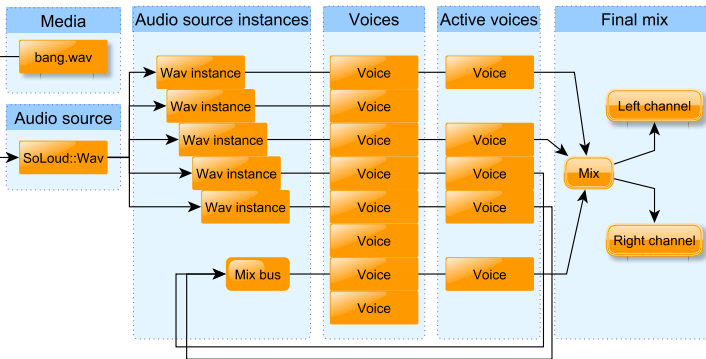 Media
bang.wav
Audio source
SoLoud::Wav
Audio source instances
Wav instance
Wav instance
Wav instance
Wav instance
Wav instance
Mix bus
Voices
Voice
Voice
Voice
Voice
Voice
Voice
Voice
Voice
Active voices
Voice
Voice
Voice
Voice
Voice
Final mix
Mix
Left channel
Right channel